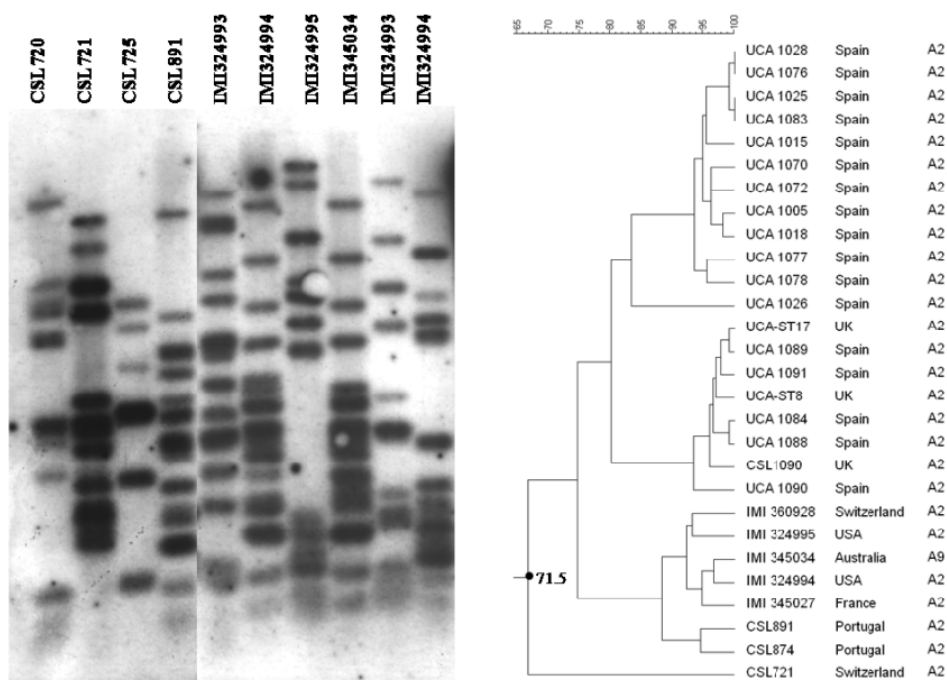 CSL720 CSL721 CSL725 CSL891 IMI324993 IMI324994 IMI324995 IMI345034 IMI324993 IMI324994
65 70 75 80 85 90 95 100
UCA 1028 Spain A2
UCA 1076 Spain A2
UCA 1025 Spain A2
UCA 1083 Spain A2
UCA 1015 Spain A2
UCA 1070 Spain A2
UCA 1072 Spain A2
UCA 1005 Spain A2
UCA 1018 Spain A2
UCA 1077 Spain A2
UCA 1078 Spain A2
UCA 1026 Spain A2
UCA-ST17 UK A2
UCA 1089 Spain A2
UCA 1091 Spain A2
UCA-ST8 UK A2
UCA 1084 Spain A2
UCA 1088 Spain A2
CSL1090 UK A2
UCA 1090 Spain A2
IMI 360928 Switzerland A2
IMI 324995 USA A2
IMI 345034 Australia A9
IMI 324994 USA A2
IMI 345027 France A2
CSL891 Portugal A2
CSL874 Portugal A2
CSL721 Switzerland A2
71.5